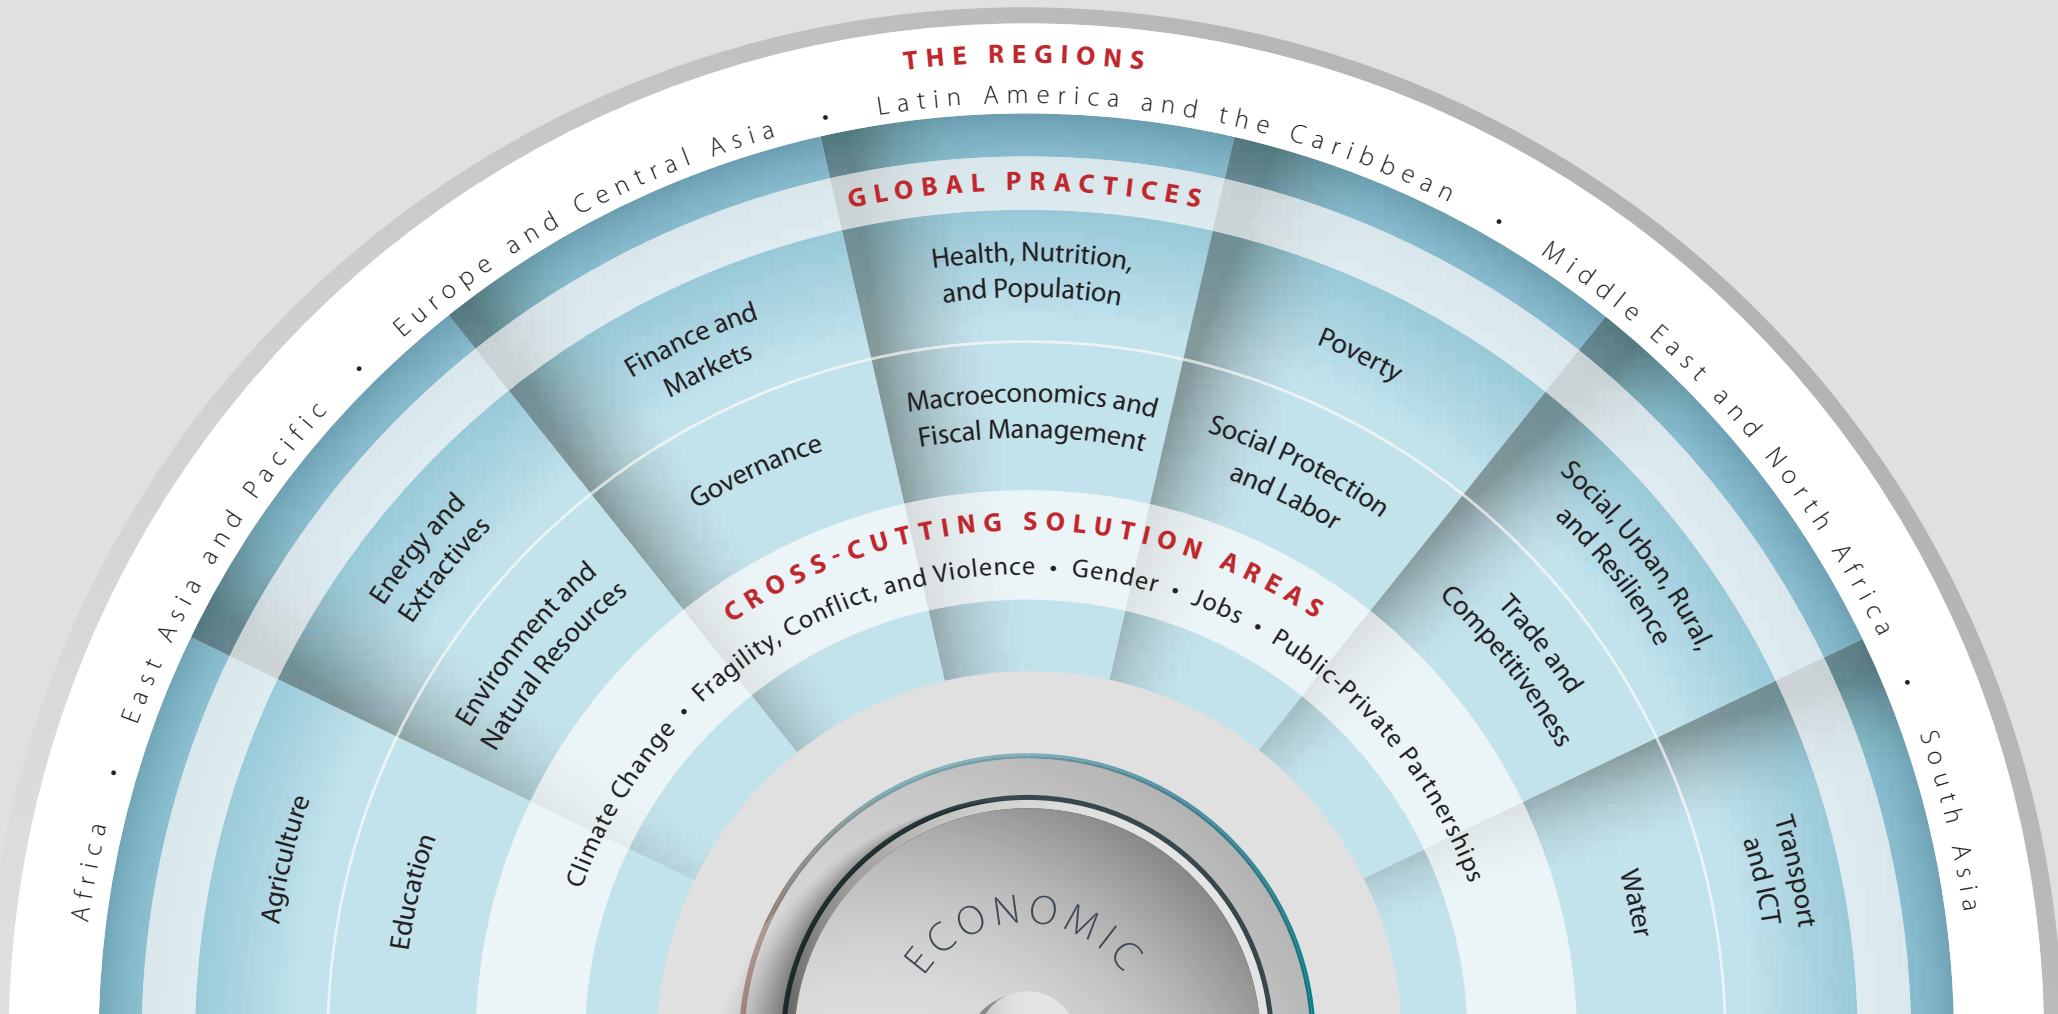 THE REGIONS
Africa • East Asia and Pacific • Europe and Central Asia • Latin America and the Caribbean • Middle East and North Africa • South Asia
GLOBAL PRACTICES
Agriculture
Education
Energy and
Extractives
Environment and
Natural Resources
Finance and
Markets
Governance
Health, Nutrition,
and Population
Macroeconomics and
Fiscal Management
Poverty
Social Protection
and Labor
Social, Urban, Rural,
and Resilience
Trade and
Competitiveness
Transport
and ICT
Water
CROSS-CUTTING SOLUTION AREAS
Climate Change • Fragility, Conflict, and Violence • Gender • Jobs • Public-Private Partnerships
ECONOMIC